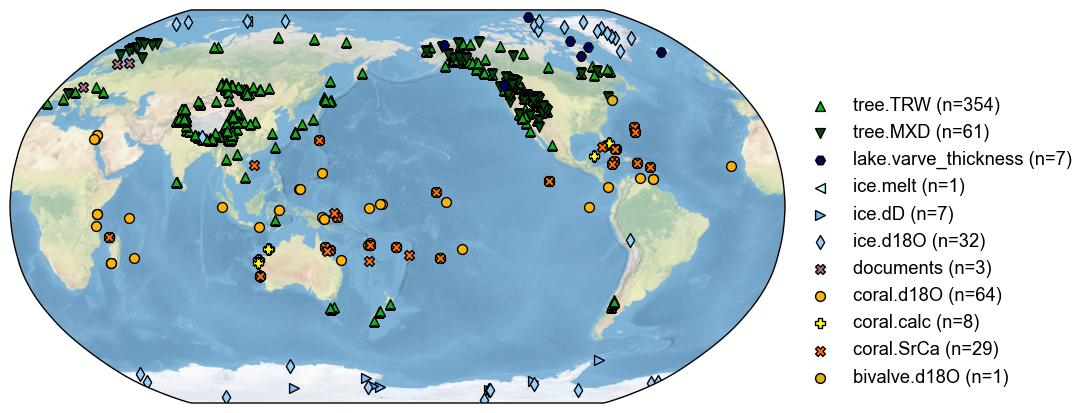 tree.TRW (n=354)
tree.MXD (n=61)
lake.varve_thickness (n=7)
ice.melt (n=1)
ice.dD (n=7)
ice.d18O (n=32)
documents (n=3)
coral.d18O (n=64)
coral.calc (n=8)
coral.SrCa (n=29)
bivalve.d18O (n=1)